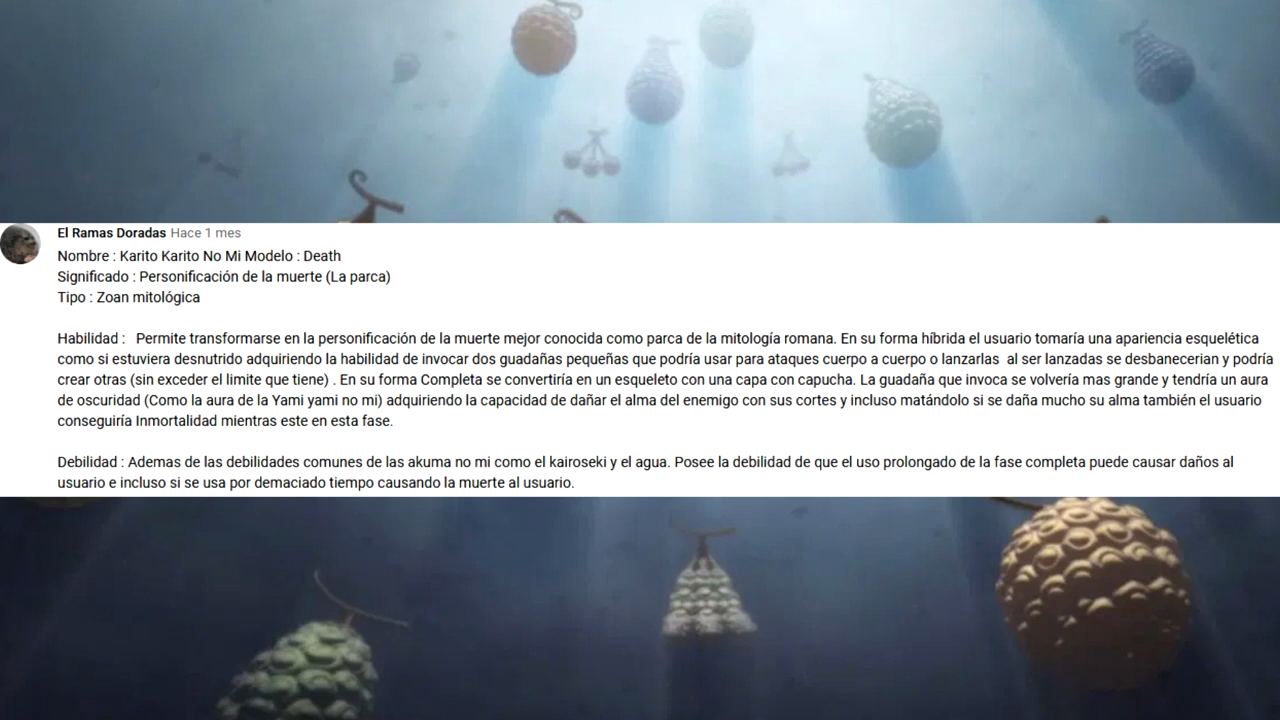 El Ramas Doradas Hace 1 mes
Nombre : Karito Karito No Mi Modelo : Death
Significado : Personificación de la muerte (La parca)
Tipo : Zoan mitológica
Habilidad : Permite transformarse en la personificación de la muerte mejor conocida como parca de la mitología romana. En su forma híbrida el usuario tomaría una apariencia esquelética
como si estuviera desnutrido adquiriendo la habilidad de invocar dos guadañas pequeñas que podría usar para ataques cuerpo a cuerpo o lanzarlas al ser lanzadas se desbanecerian y podría
crear otras (sin exceder el limite que tiene) . En su forma Completa se convertiría en un esqueleto con una capa con capucha. La guadaña que invoca se volvería mas grande y tendría un aura
de oscuridad (Como la aura de la Yami yami no mi) adquiriendo la capacidad de dañar el alma del enemigo con sus cortes y incluso matándolo si se daña mucho su alma también el usuario
conseguiría Inmortalidad mientras este en esta fase.
Debilidad : Ademas de las debilidades comunes de las akuma no mi como el kairoseki y el agua. Posee la debilidad de que el uso prolongado de la fase completa puede causar daños al
usuario e incluso si se usa por demaciado tiempo causando la muerte al usuario.